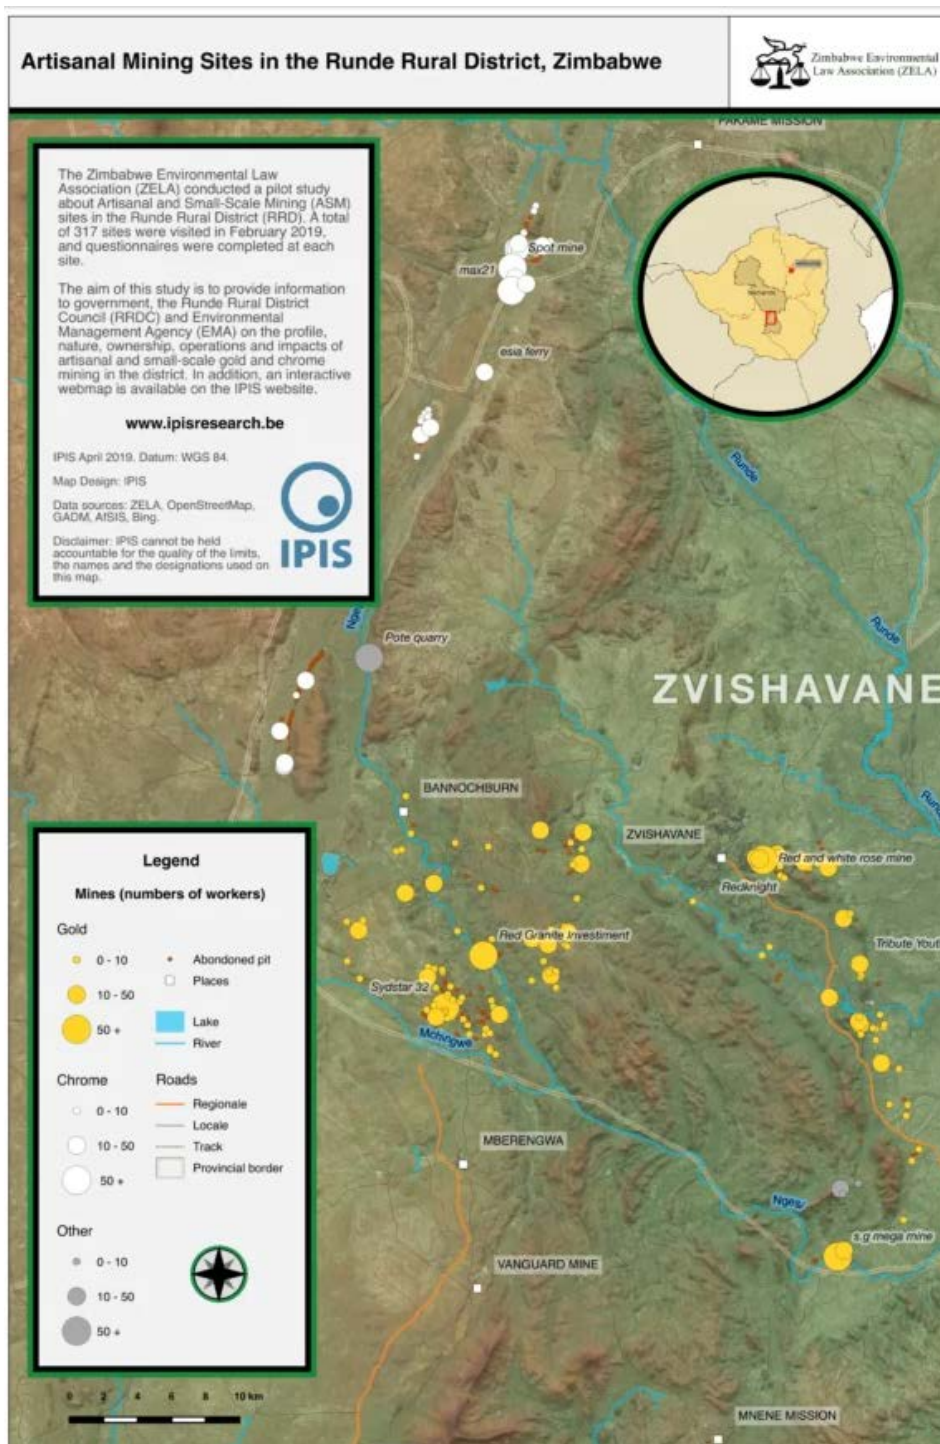 Artisanal Mining Sites in the Runde Rural District, Zimbabwe
Zimbabwe Environmental
Law Association (ZELA)
PAKAME MISSION
The Zimbabwe Environmental Law
Association (ZELA) conducted a pilot study
about Artisanal and Small-Scale Mining (ASM)
sites in the Runde Rural District (RRD). A total
of 317 sites were visited in February 2019,
and questionnaires were completed at each
site.
The aim of this study is to provide information
to government, the Runde Rural District
Council (RRDC) and Environmental
Management Agency (EMA) on the profile,
nature, ownership, operations and impacts of
artisanal and small-scale gold and chrome
mining in the district. In addition, an interactive
webmap is available on the IPIS website.
www.ipisresearch.be
IPIS April 2019. Datum: WGS 84.
Map Design: IPIS
Data sources: ZELA, OpenStreetMap,
GADM, AfSIS, Bing.
Disclaimer: IPIS cannot be held
accountable for the quality of the limits,
the names and the designations used on
this map.
IPIS
Spot mine
max21
esia ferry
Runde
Runde
Nges
Pote quarry
ZVISHAVANE
BANNOCHBURN
ZVISHAVANE
Rund
Red and white rose mine
Redknight
Red Granite Investiment
Tribute Yout
Sydstar 32
Mchingwe
MBERENGWA
Ngesi
s.g mega mine
VANGUARD MINE
MNENE MISSION
Legend
Mines (numbers of workers)
Gold
0 - 10
10 - 50
50 +
Abondoned pit
Places
Lake
River
Chrome
0 - 10
10 - 50
50 +
Roads
Regionale
Locale
Track
Provincial border
Other
0 - 10
10 - 50
50 +
0 2 4 6 8 10 km